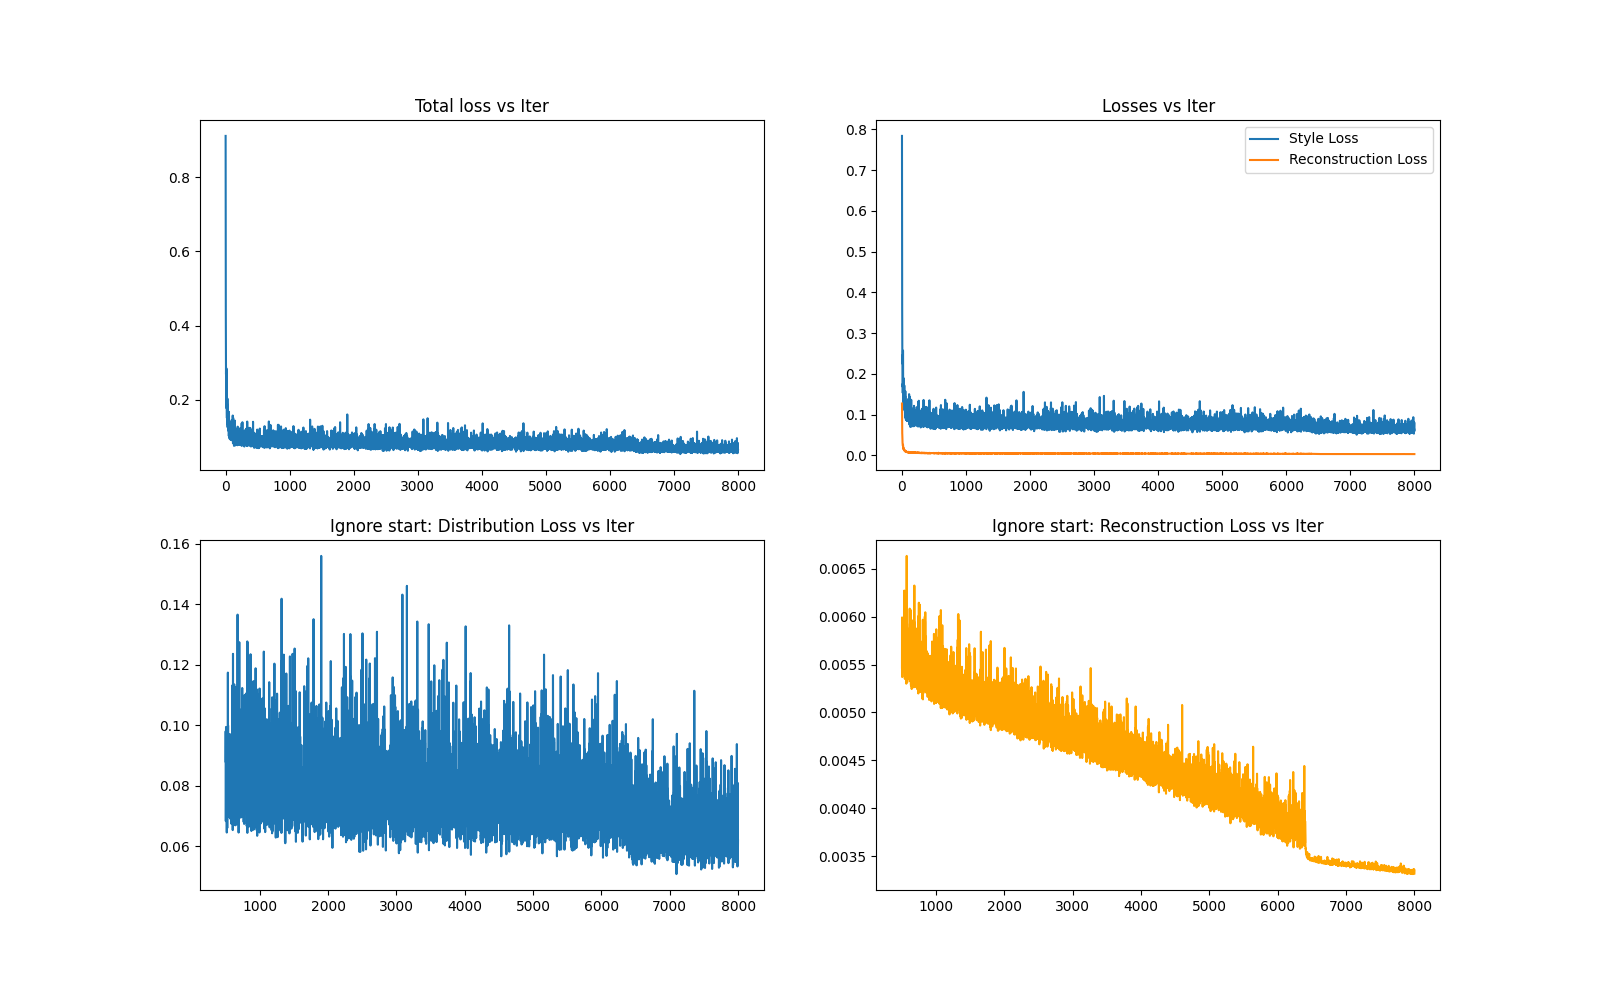 Total loss vs Iter
0.8
0.6
0.4
0.2
0 1000 2000 3000 4000 5000 6000 7000 8000
Losses vs Iter
Style Loss
Reconstruction Loss
0.8
0.7
0.6
0.5
0.4
0.3
0.2
0.1
0.0
0 1000 2000 3000 4000 5000 6000 7000 8000
Ignore start: Distribution Loss vs Iter
0.16
0.14
0.12
0.10
0.08
0.06
1000 2000 3000 4000 5000 6000 7000 8000
Ignore start: Reconstruction Loss vs Iter
0.0065
0.0060
0.0055
0.0050
0.0045
0.0040
0.0035
1000 2000 3000 4000 5000 6000 7000 8000